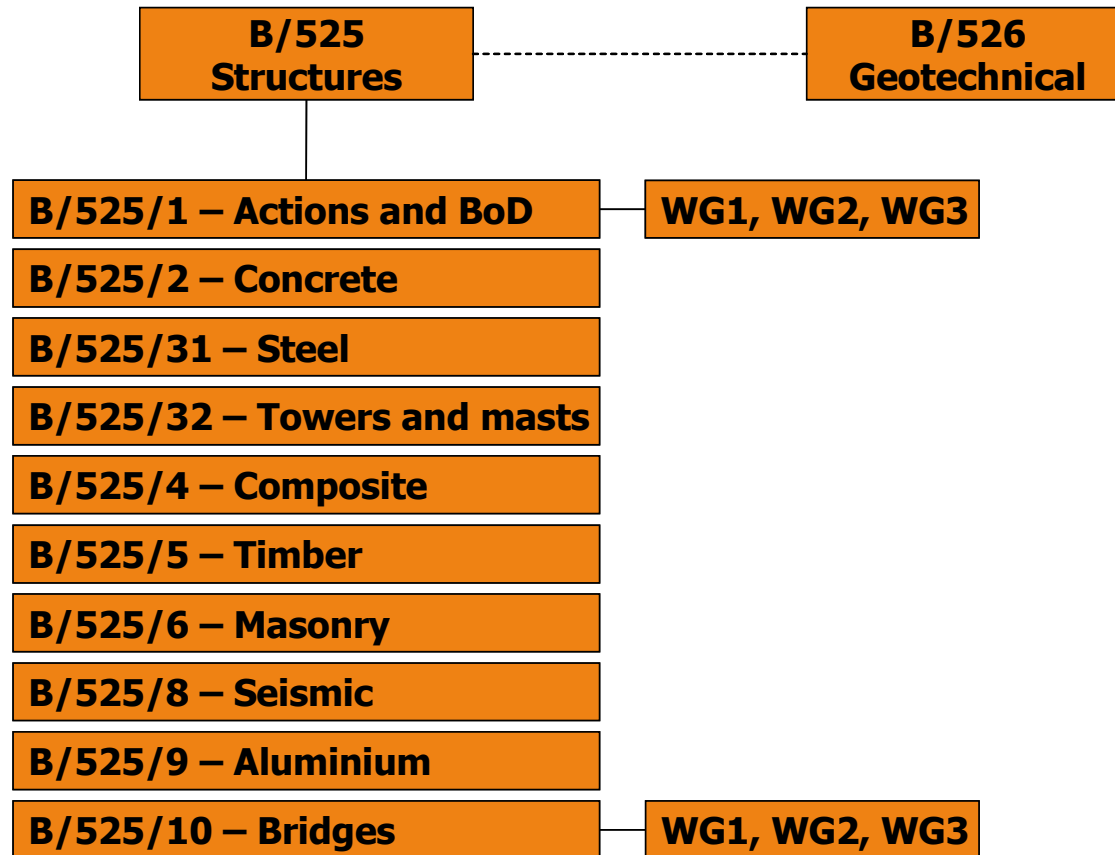 B/525
Structures
B/526
Geotechnical
B/525/1 – Actions and BoD
WG1, WG2, WG3
B/525/2 – Concrete
B/525/31 – Steel
B/525/32 – Towers and masts
B/525/4 – Composite
B/525/5 – Timber
B/525/6 – Masonry
B/525/8 – Seismic
B/525/9 – Aluminium
B/525/10 – Bridges
WG1, WG2, WG3